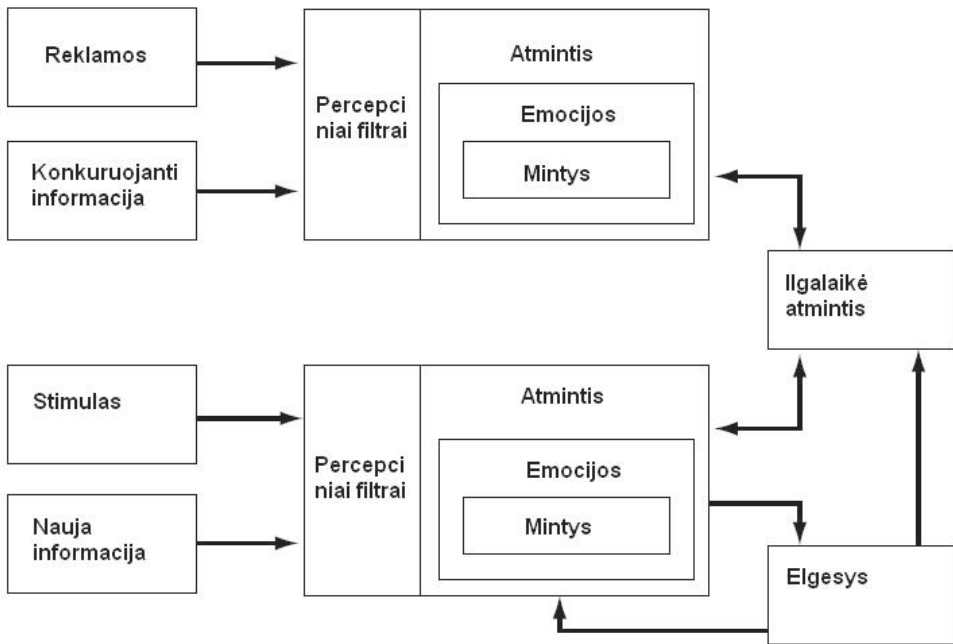 Reklamos
Konkuruojanti
informacija
Percepci
niai filtrai
Atmintis
Emocijos
Mintys
Ilgalaikė
atmintis
Stimulas
Nauja
informacija
Percepci
niai filtrai
Atmintis
Emocijos
Mintys
Elgesys